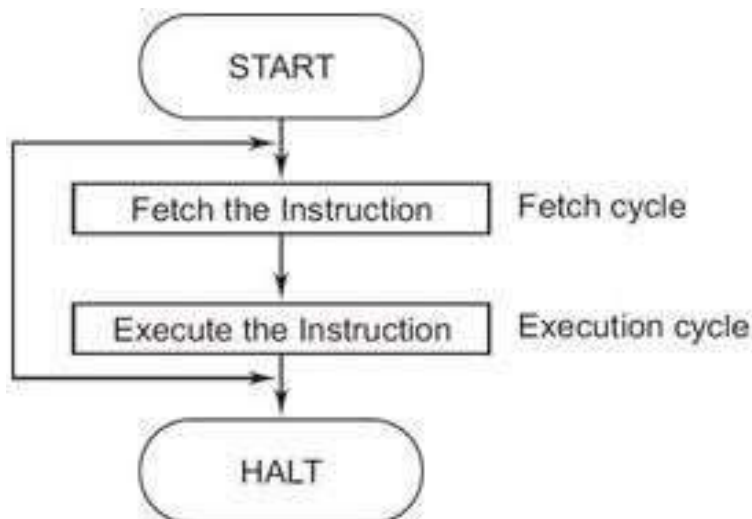 START
Fetch the Instruction
Fetch cycle
Execute the Instruction
Execution cycle
HALT